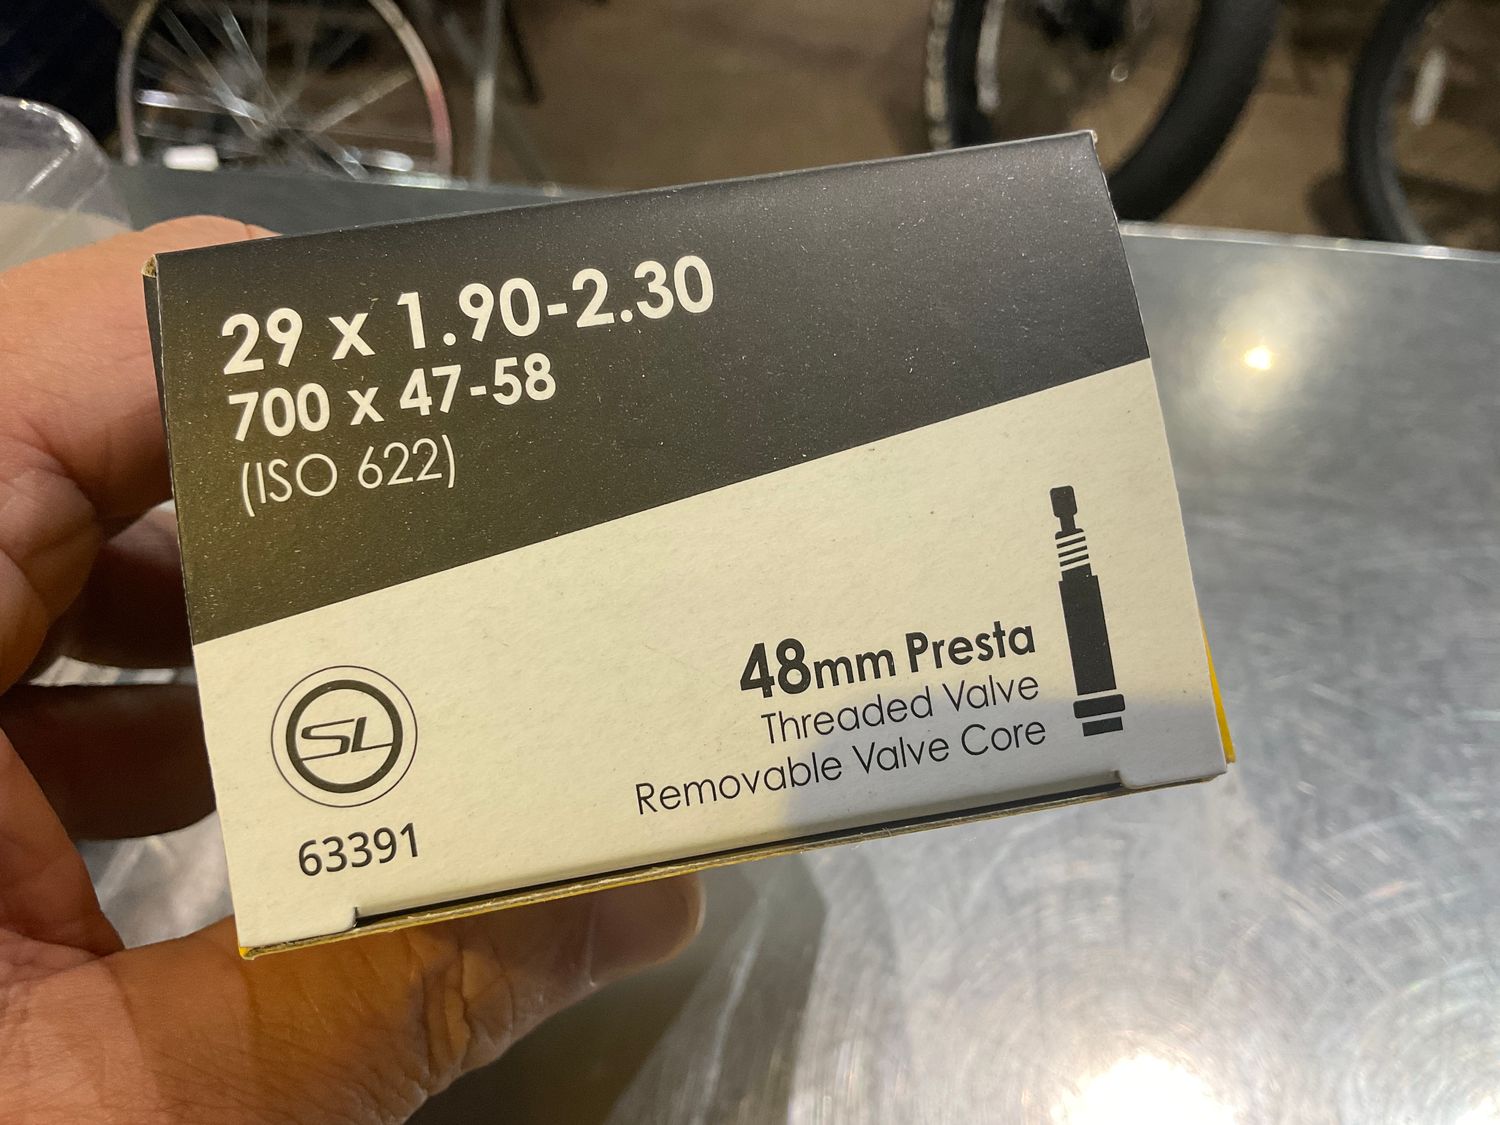 29 x 1.90-2.30
700 x 47-58
(ISO 622)
48mm Presta
Threaded Valve
Removable Valve Core
SL
63391